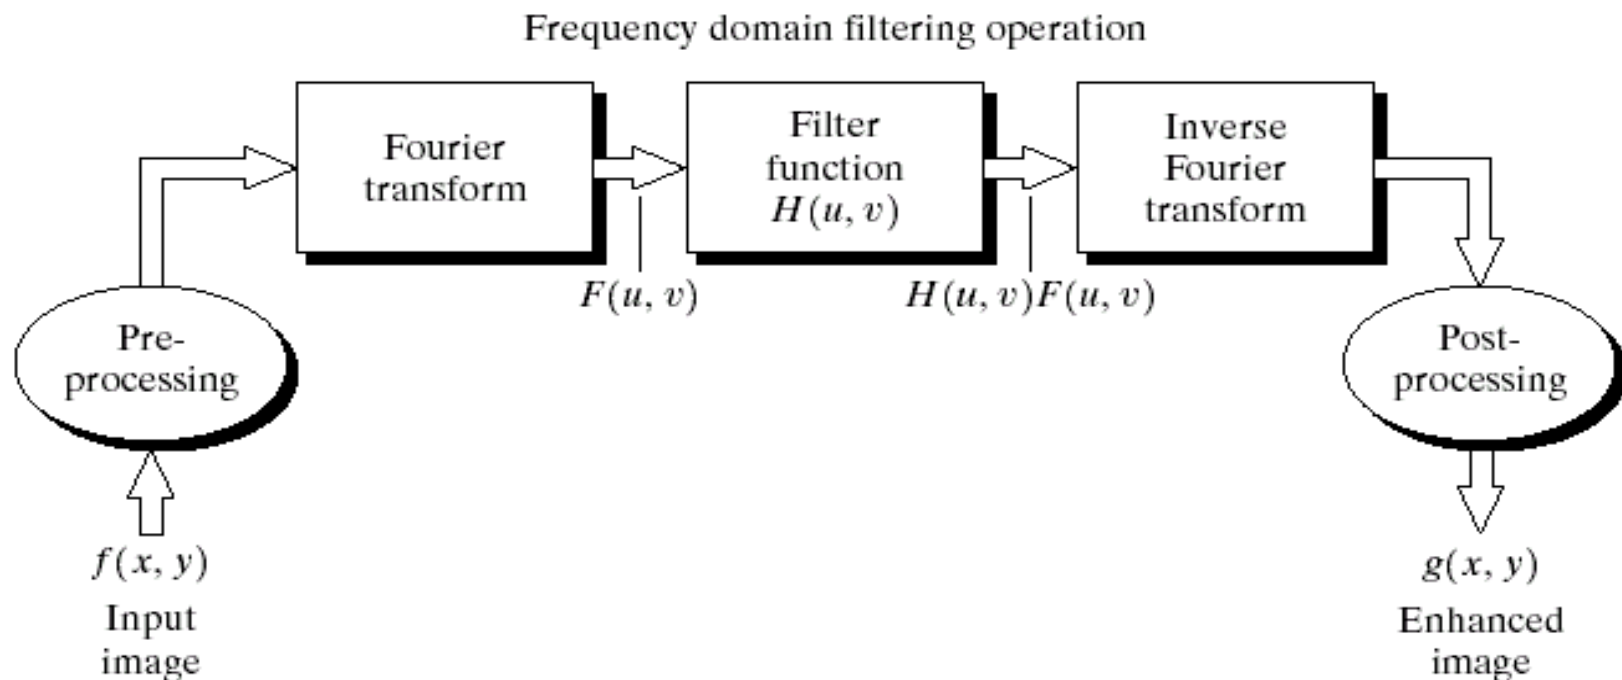 Frequency domain filtering operation
Fourier
transform
Filter
function
H(u, v)
Inverse
Fourier
transform
F(u, v)
H(u, v)F(u, v)
Pre-
processing
Post-
processing
f(x, y)
Input
image
g(x, y)
Enhanced
image